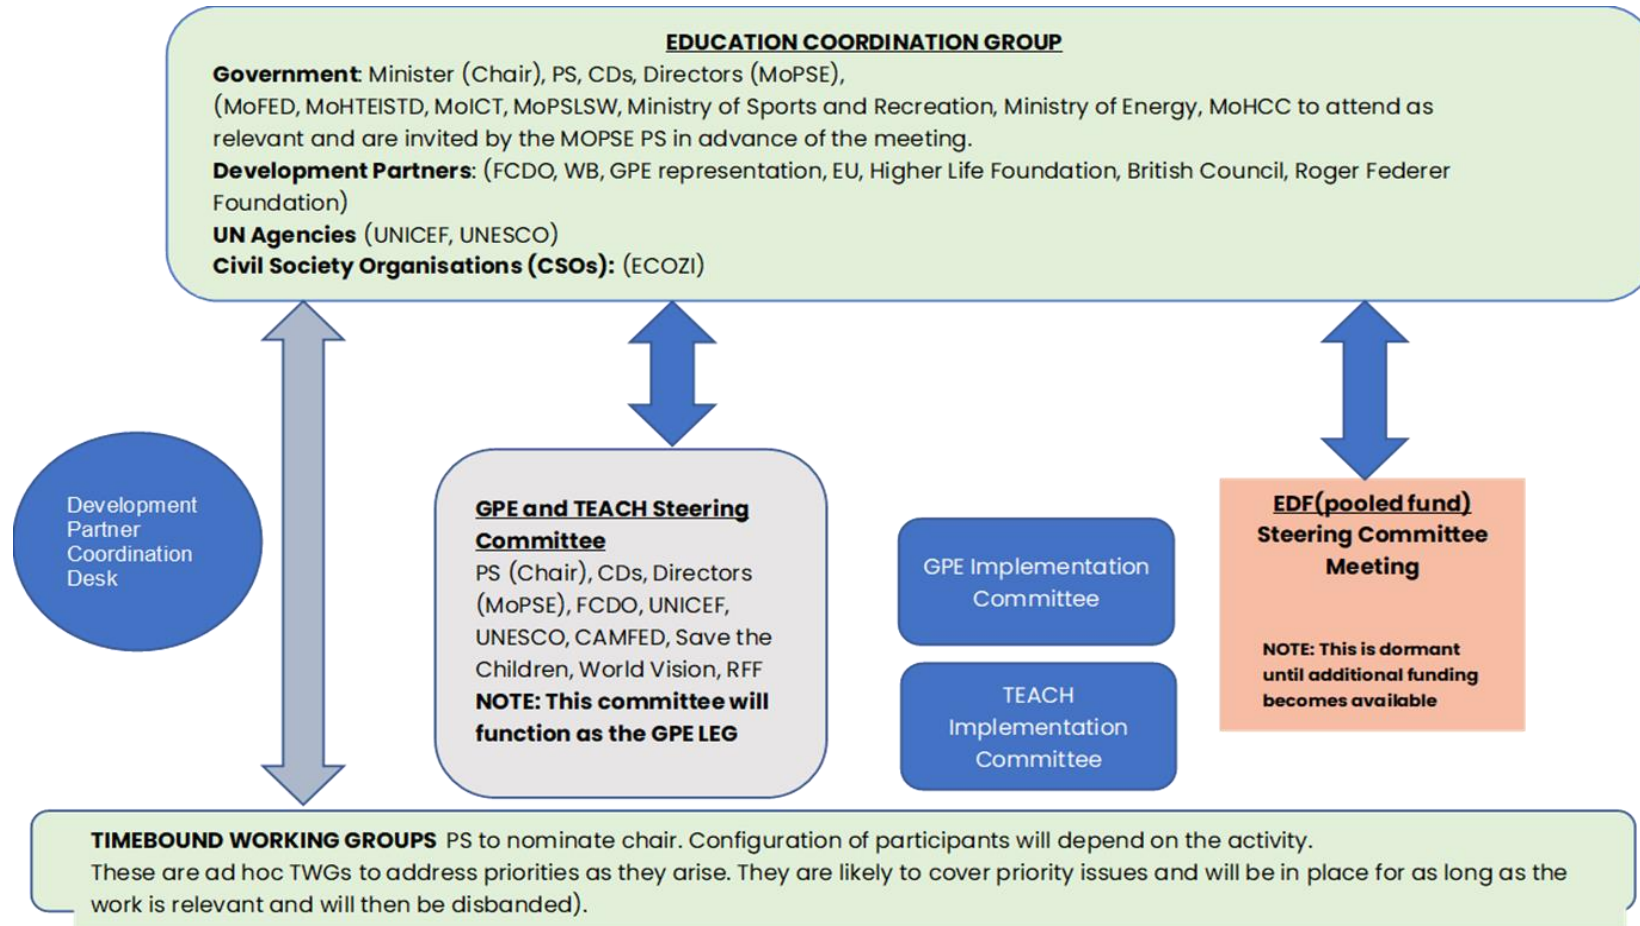 EDUCATION COORDINATION GROUP
Government: Minister (Chair), PS, CDs, Directors (MoPSE),
(MoFED, MoHTEISTD, MoICT, MoPSLSW, Ministry of Sports and Recreation, Ministry of Energy, MoHCC to attend as
relevant and are invited by the MOPSE PS in advance of the meeting.
Development Partners: (FCDO, WB, GPE representation, EU, Higher Life Foundation, British Council, Roger Federer
Foundation)
UN Agencies (UNICEF, UNESCO)
Civil Society Organisations (CSOs): (ECOZI)
Development
Partner
Coordination
Desk
GPE and TEACH Steering
Committee
PS (Chair), CDs, Directors
(MoPSE), FCDO, UNICEF,
UNESCO, CAMFED, Save the
Children, World Vision, RFF
NOTE: This committee will
function as the GPE LEG
GPE Implementation
Committee
TEACH
Implementation
Committee
EDF(pooled fund)
Steering Committee
Meeting
NOTE: This is dormant
until additional funding
becomes available
TIMEBOUND WORKING GROUPS PS to nominate chair. Configuration of participants will depend on the activity.
These are ad hoc TWGs to address priorities as they arise. They are likely to cover priority issues and will be in place for as long as the
work is relevant and will then be disbanded).